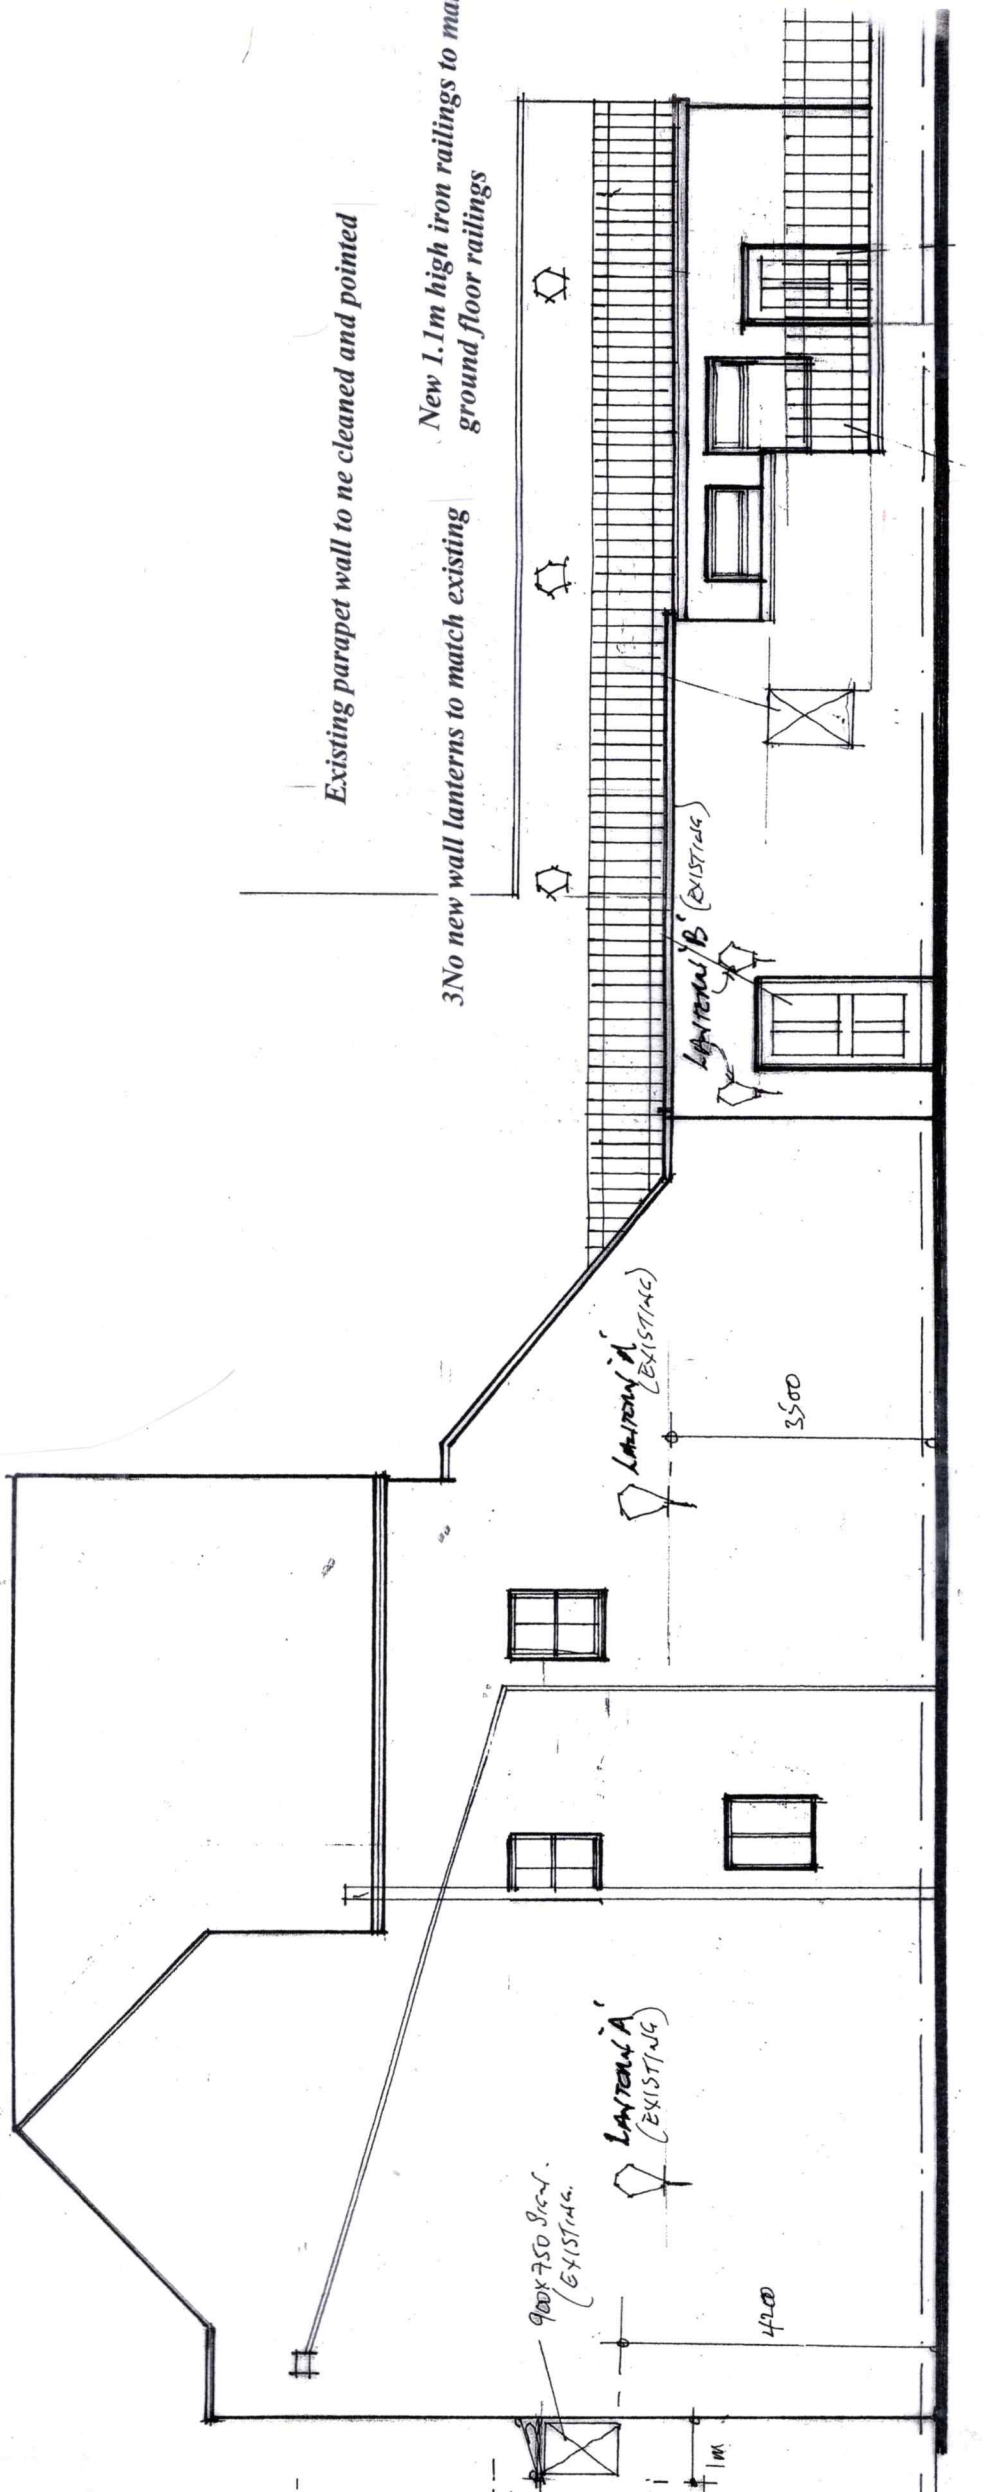 Existing parapet wall to ne cleaned and pointed
3No new wall lanterns to match existing
New 1.1m high iron railings to ma
ground floor railings
900x750 SIGN.
(EXISTING.
LANTERN 'A'
(EXISTING)
LANTERN 'A'
(EXISTING)
LANTERN 'B' (EXISTING)
4200
3500
1m